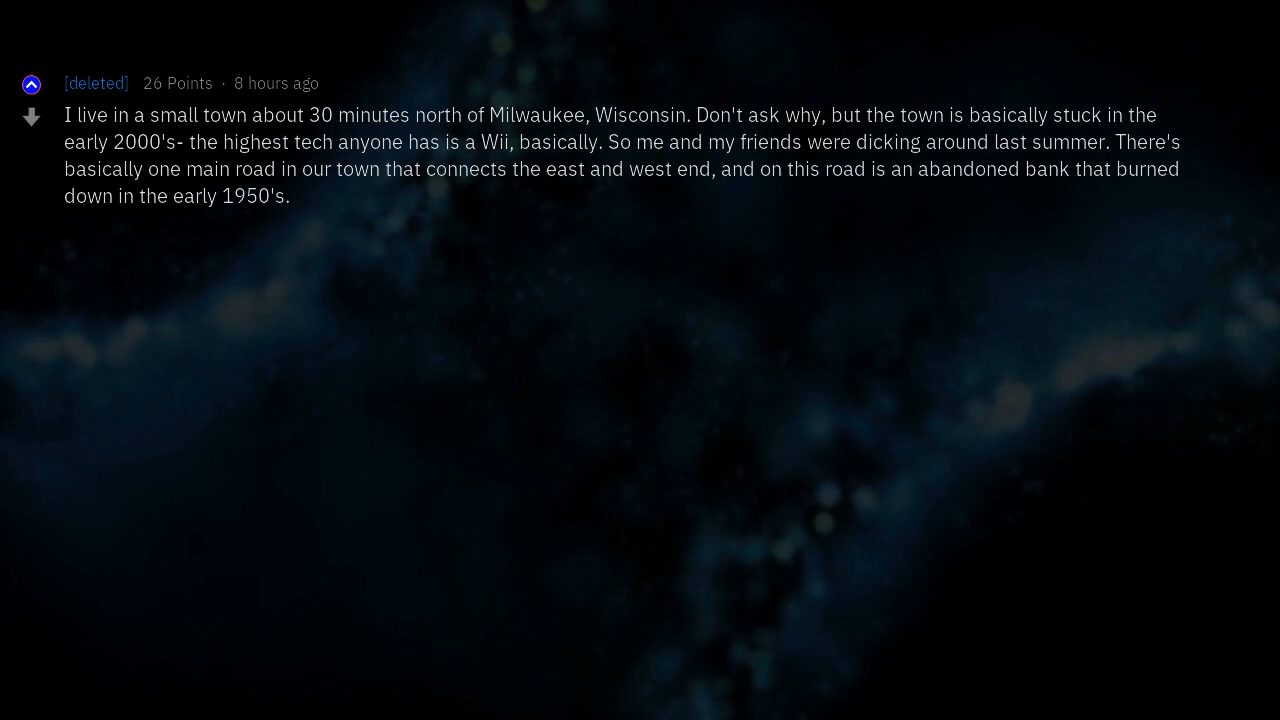 [deleted] 26 Points · 8 hours ago
I live in a small town about 30 minutes north of Milwaukee, Wisconsin. Don't ask why, but the town is basically stuck in the
early 2000's- the highest tech anyone has is a Wii, basically. So me and my friends were dicking around last summer. There's
basically one main road in our town that connects the east and west end, and on this road is an abandoned bank that burned
down in the early 1950's.